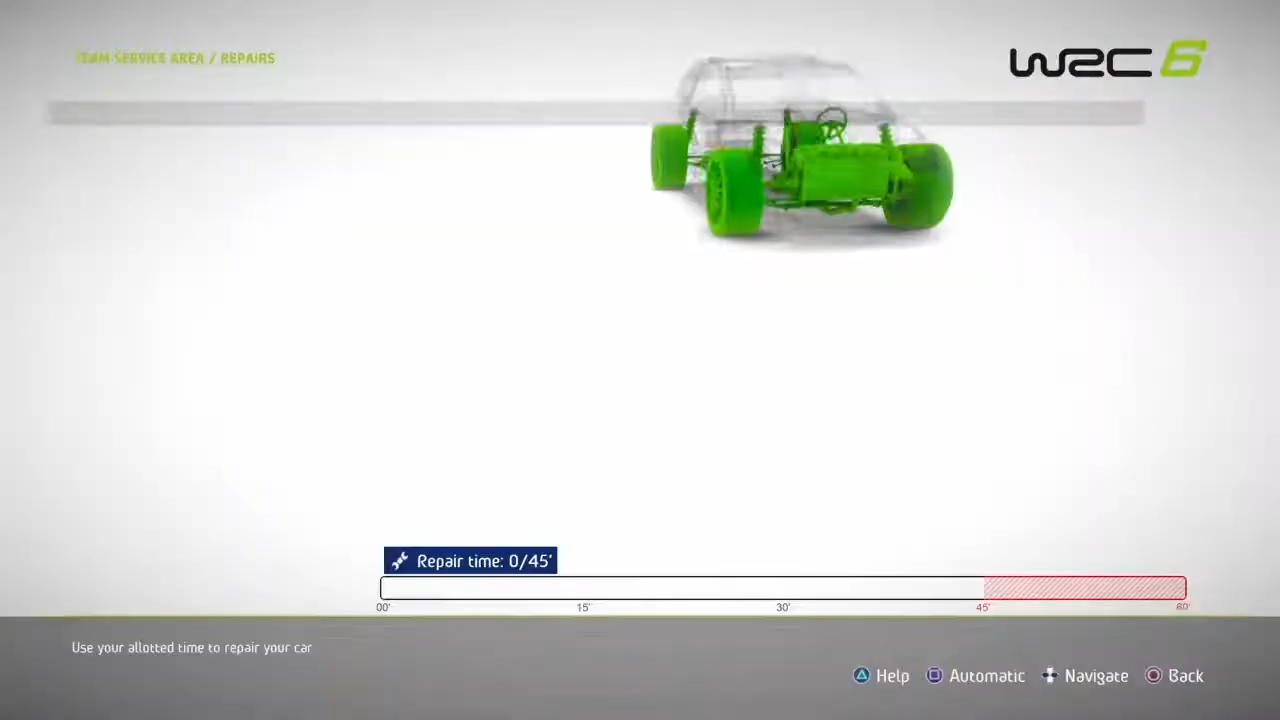 TEAM SERVICE AREA / REPAIRS
WRC 6
Repair time: 0/45'
00' 15' 30' 45' 60'
Use your allotted time to repair your car
Help Automatic Navigate Back